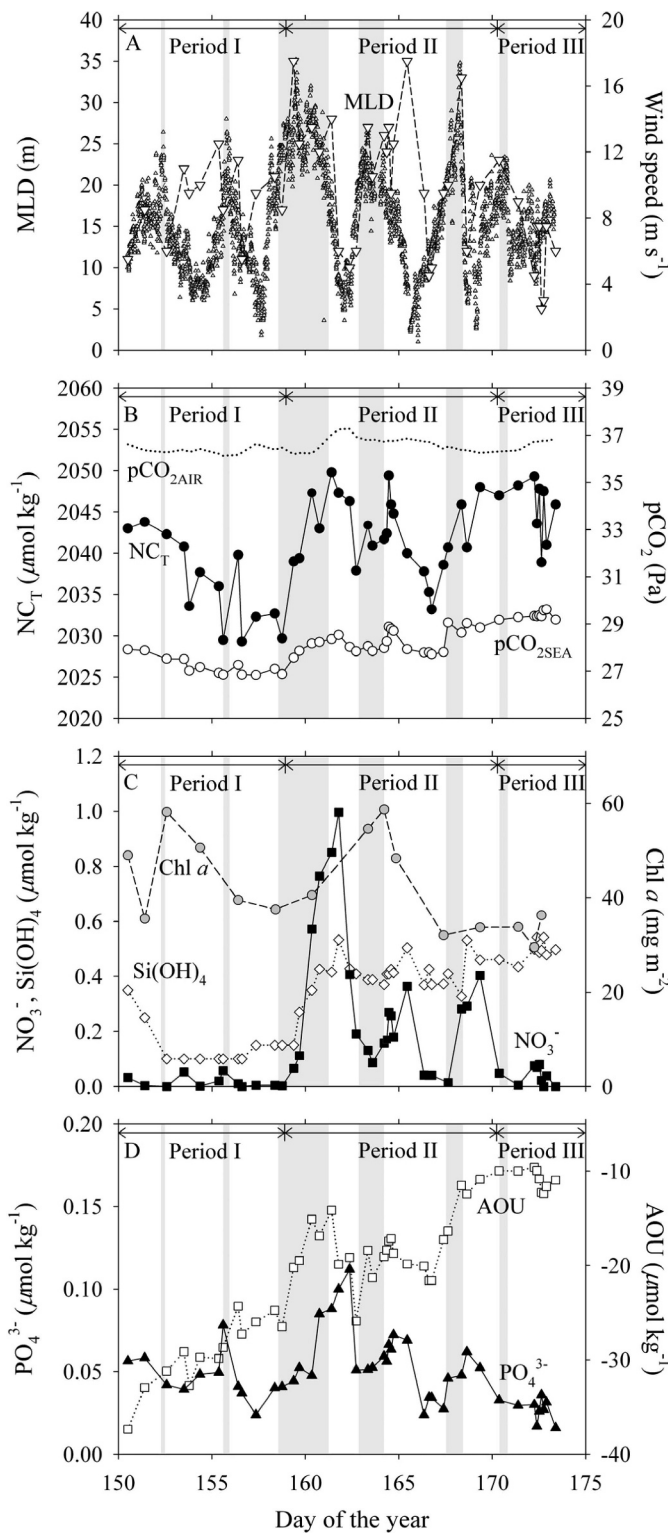 A Period I Period II Period III
MLD
MLD (m)
Wind speed (m s-1)
40
35
30
25
20
15
10
5
0
20
16
12
8
4
0
B Period I Period II Period III
pCO2AIR
NCT
pCO2SEA
NCT (μmol kg-1)
pCO2 (Pa)
2060
2055
2050
2045
2040
2035
2030
2025
2020
39
37
35
33
31
29
27
25
C Period I Period II Period III
Chl a
Si(OH)4
NO3-
NO3-, Si(OH)4 (μmol kg-1)
Chl a (mg m-2)
1.2
1.0
0.8
0.6
0.4
0.2
0.0
60
40
20
0
D Period I Period II Period III
AOU
PO43-
PO43- (μmol kg-1)
AOU (μmol kg-1)
0.20
0.15
0.10
0.05
0.00
-10
-20
-30
-40
150 155 160 165 170 175
Day of the year